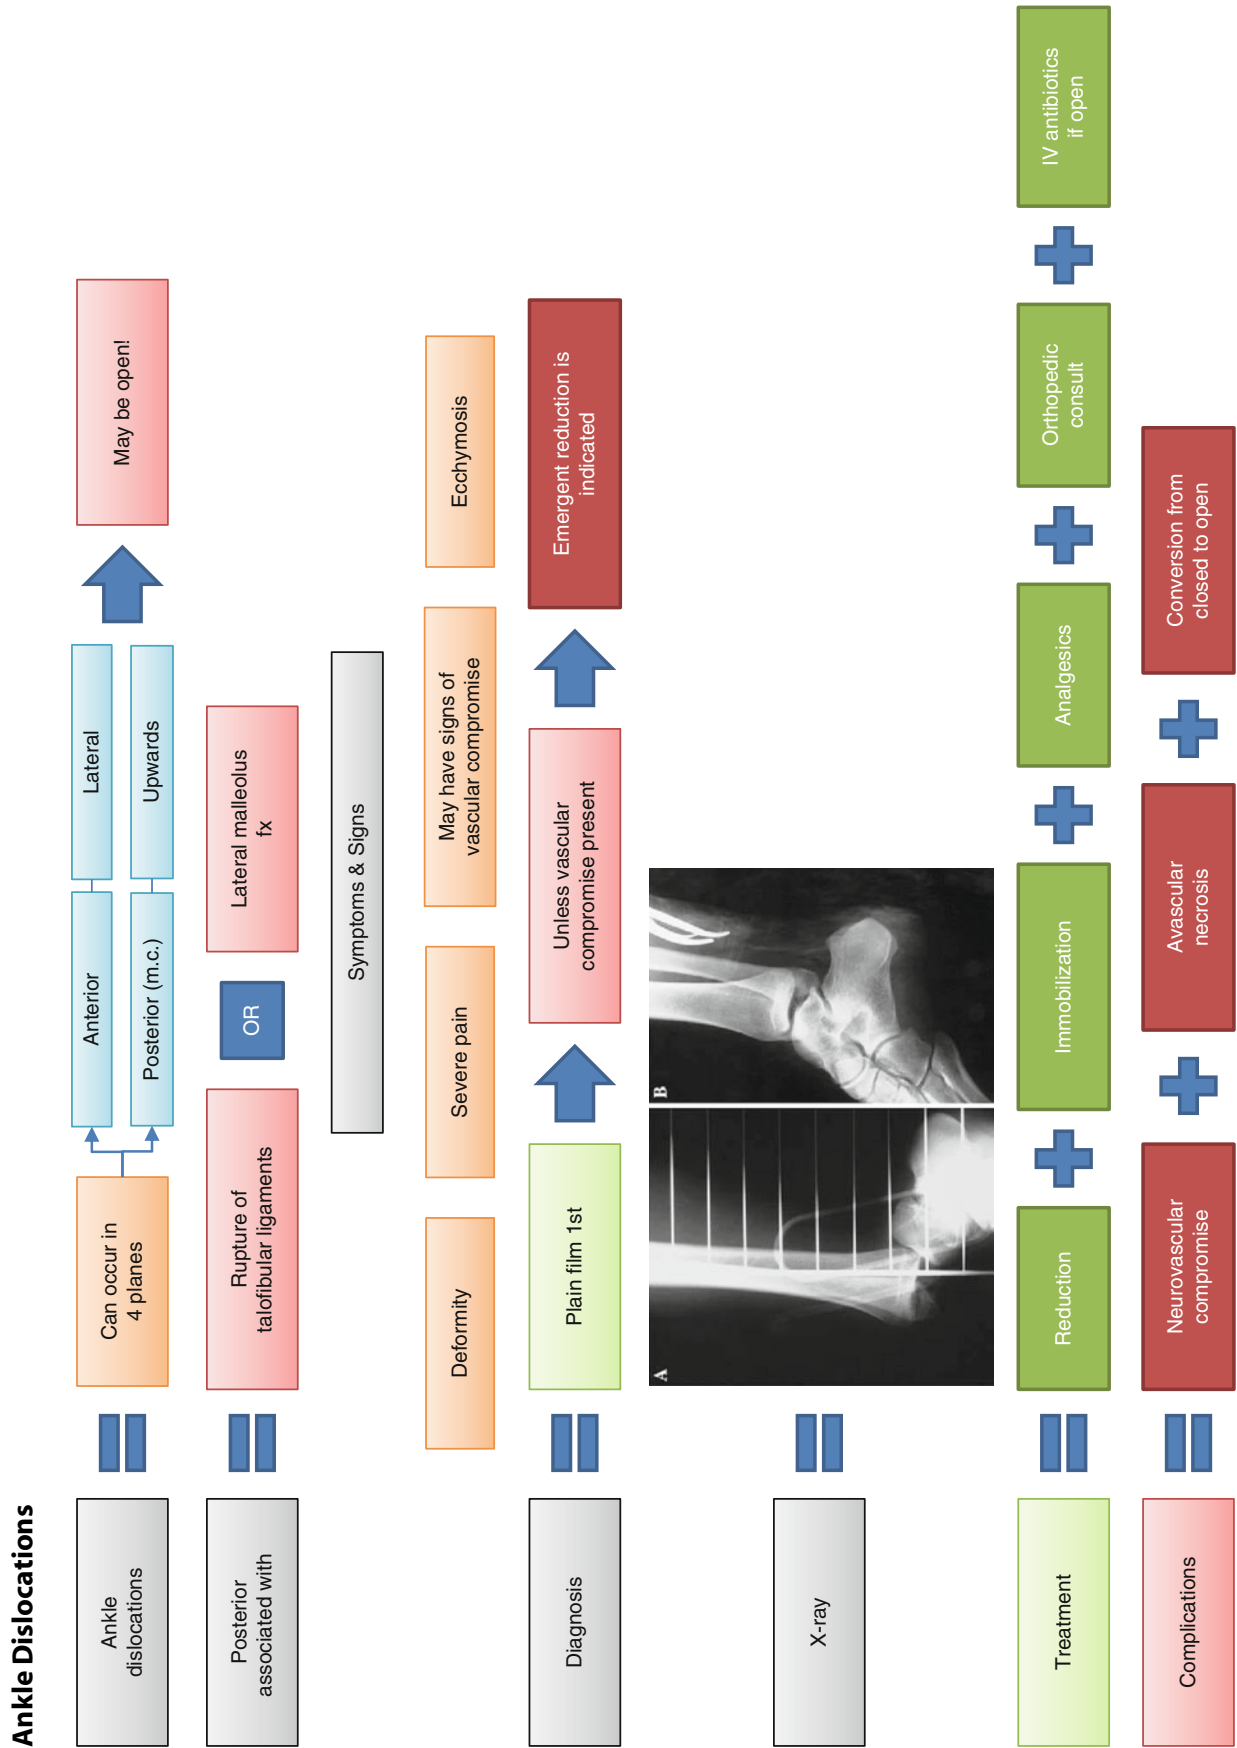 Ankle Dislocations
Ankle
dislocations
Can occur in
4 planes
Anterior
Lateral
Posterior (m.c.)
Upwards
May be open!
Posterior
associated with
Rupture of
talofibular ligaments
OR
Lateral malleolus
fx
Symptoms & Signs
Deformity
Severe pain
May have signs of
vascular compromise
Ecchymosis
Diagnosis
Plain film 1st
Unless vascular
compromise present
Emergent reduction is
indicated
X-ray
A
B
Treatment
Reduction
Immobilization
Analgesics
Orthopedic
consult
IV antibiotics
if open
Complications
Neurovascular
compromise
Avascular
necrosis
Conversion from
closed to open